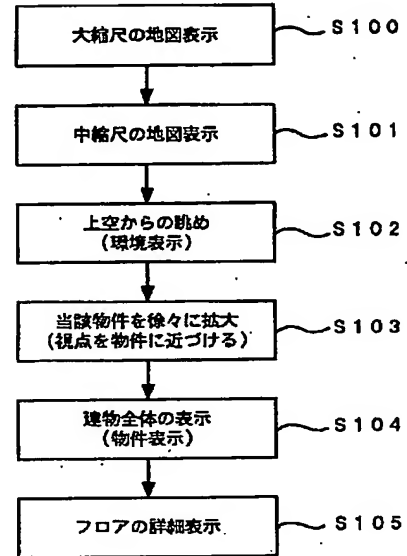 大縮尺の地図表示
S100
中縮尺の地図表示
S101
上空からの眺め
(環境表示)
S102
当該物件を徐々に拡大
(視点を物件に近づける)
S103
建物全体の表示
(物件表示)
S104
フロアの詳細表示
S105